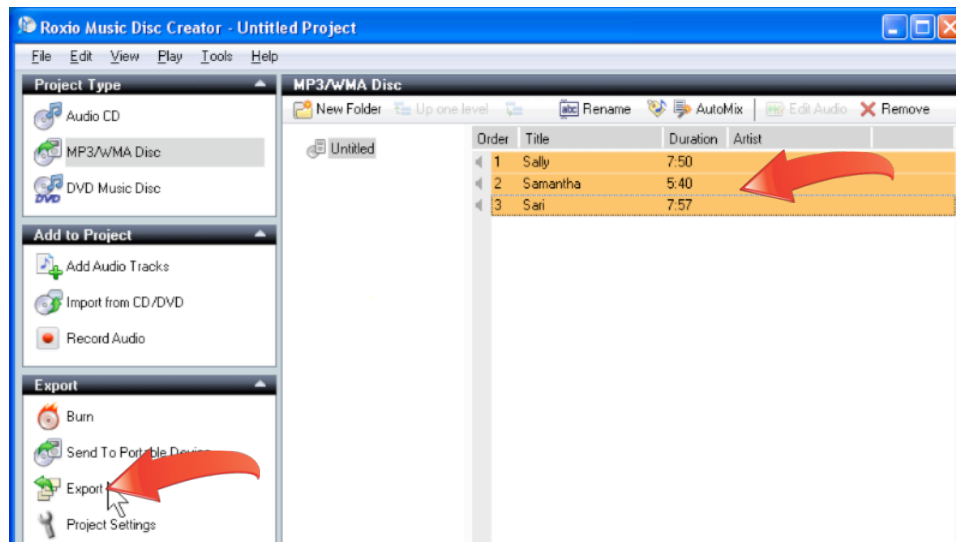 Roxio Music Disc Creator - Untitled Project
File Edit View Play Tools Help
Project Type
Audio CD
MP3/WMA Disc
DVD Music Disc
Add to Project
Add Audio Tracks
Import from CD/DVD
Record Audio
Export
Burn
Send To Portable Device
Export
Project Settings
MP3/WMA Disc
New Folder Up one level Rename AutoMix Edit Audio Remove
Untitled
Order Title Duration Artist
1 Sally 7:50
2 Samantha 5:40
3 Sari 7:57